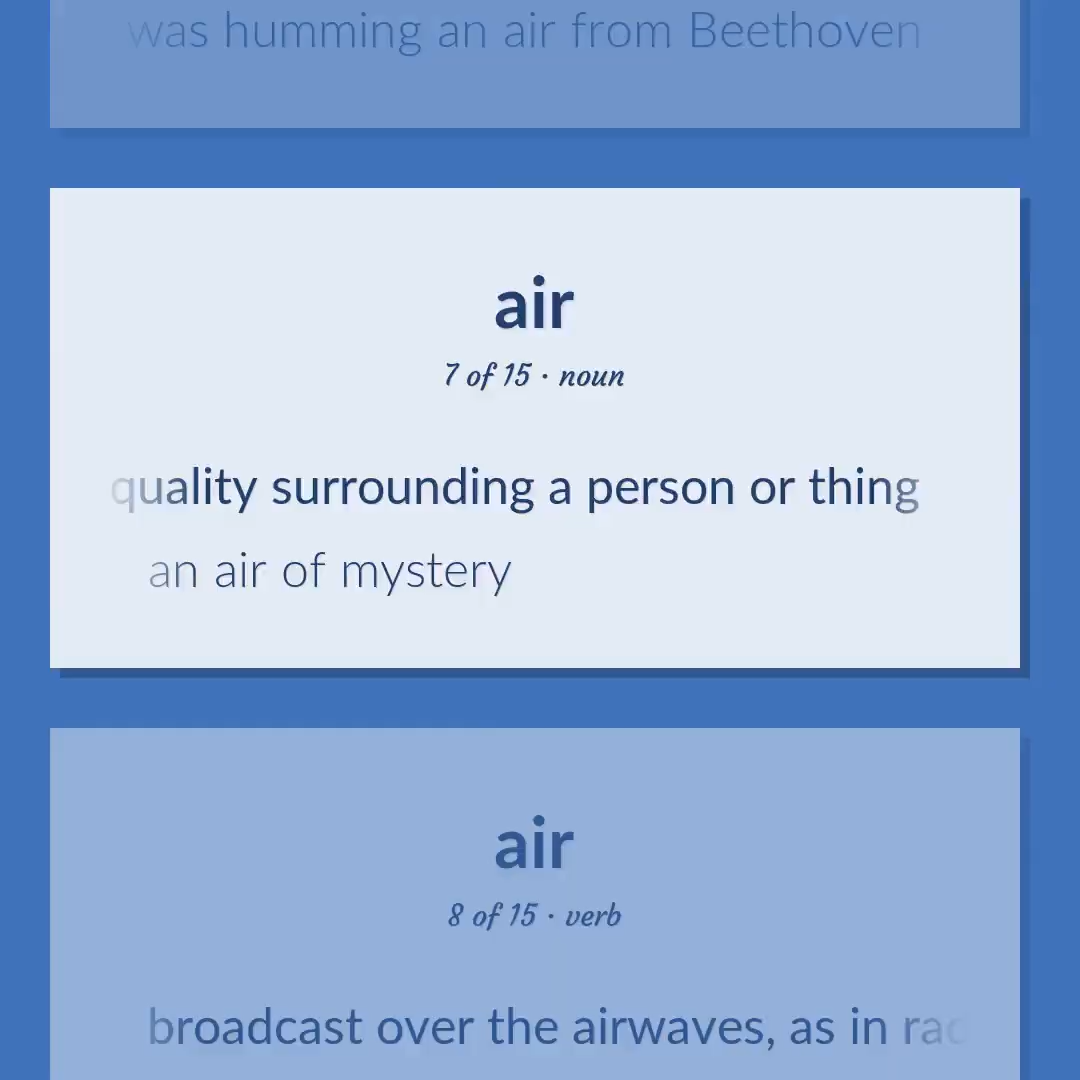 was humming an air from Beethoven
air
7 of 15 · noun
quality surrounding a person or thing
an air of mystery
air
8 of 15 · verb
broadcast over the airwaves, as in